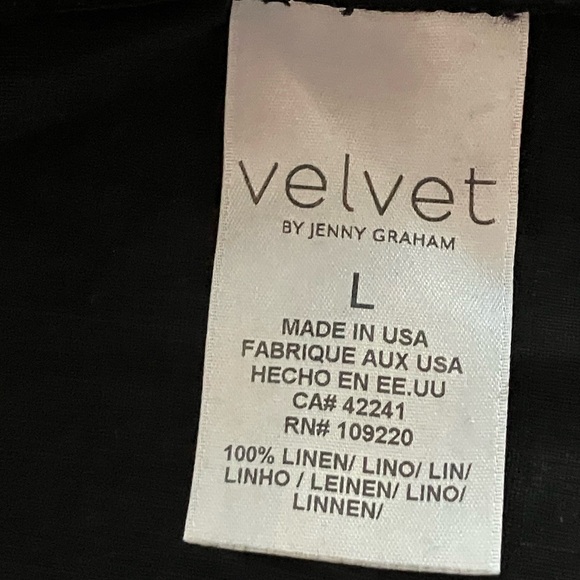 velvet
BY JENNY GRAHAM
L
MADE IN USA
FABRIQUE AUX USA
HECHO EN EE.UU
CA# 42241
RN# 109220
100% LINEN/ LINO/ LIN/
LINHO / LEINEN/ LINO/
LINNEN/